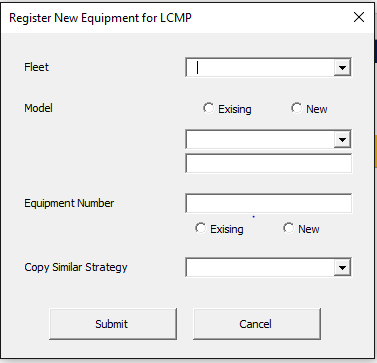 Register New Equipment for LCMP
Fleet
Model
Exising
New
Equipment Number
Exising
New
Copy Similar Strategy
Submit
Cancel